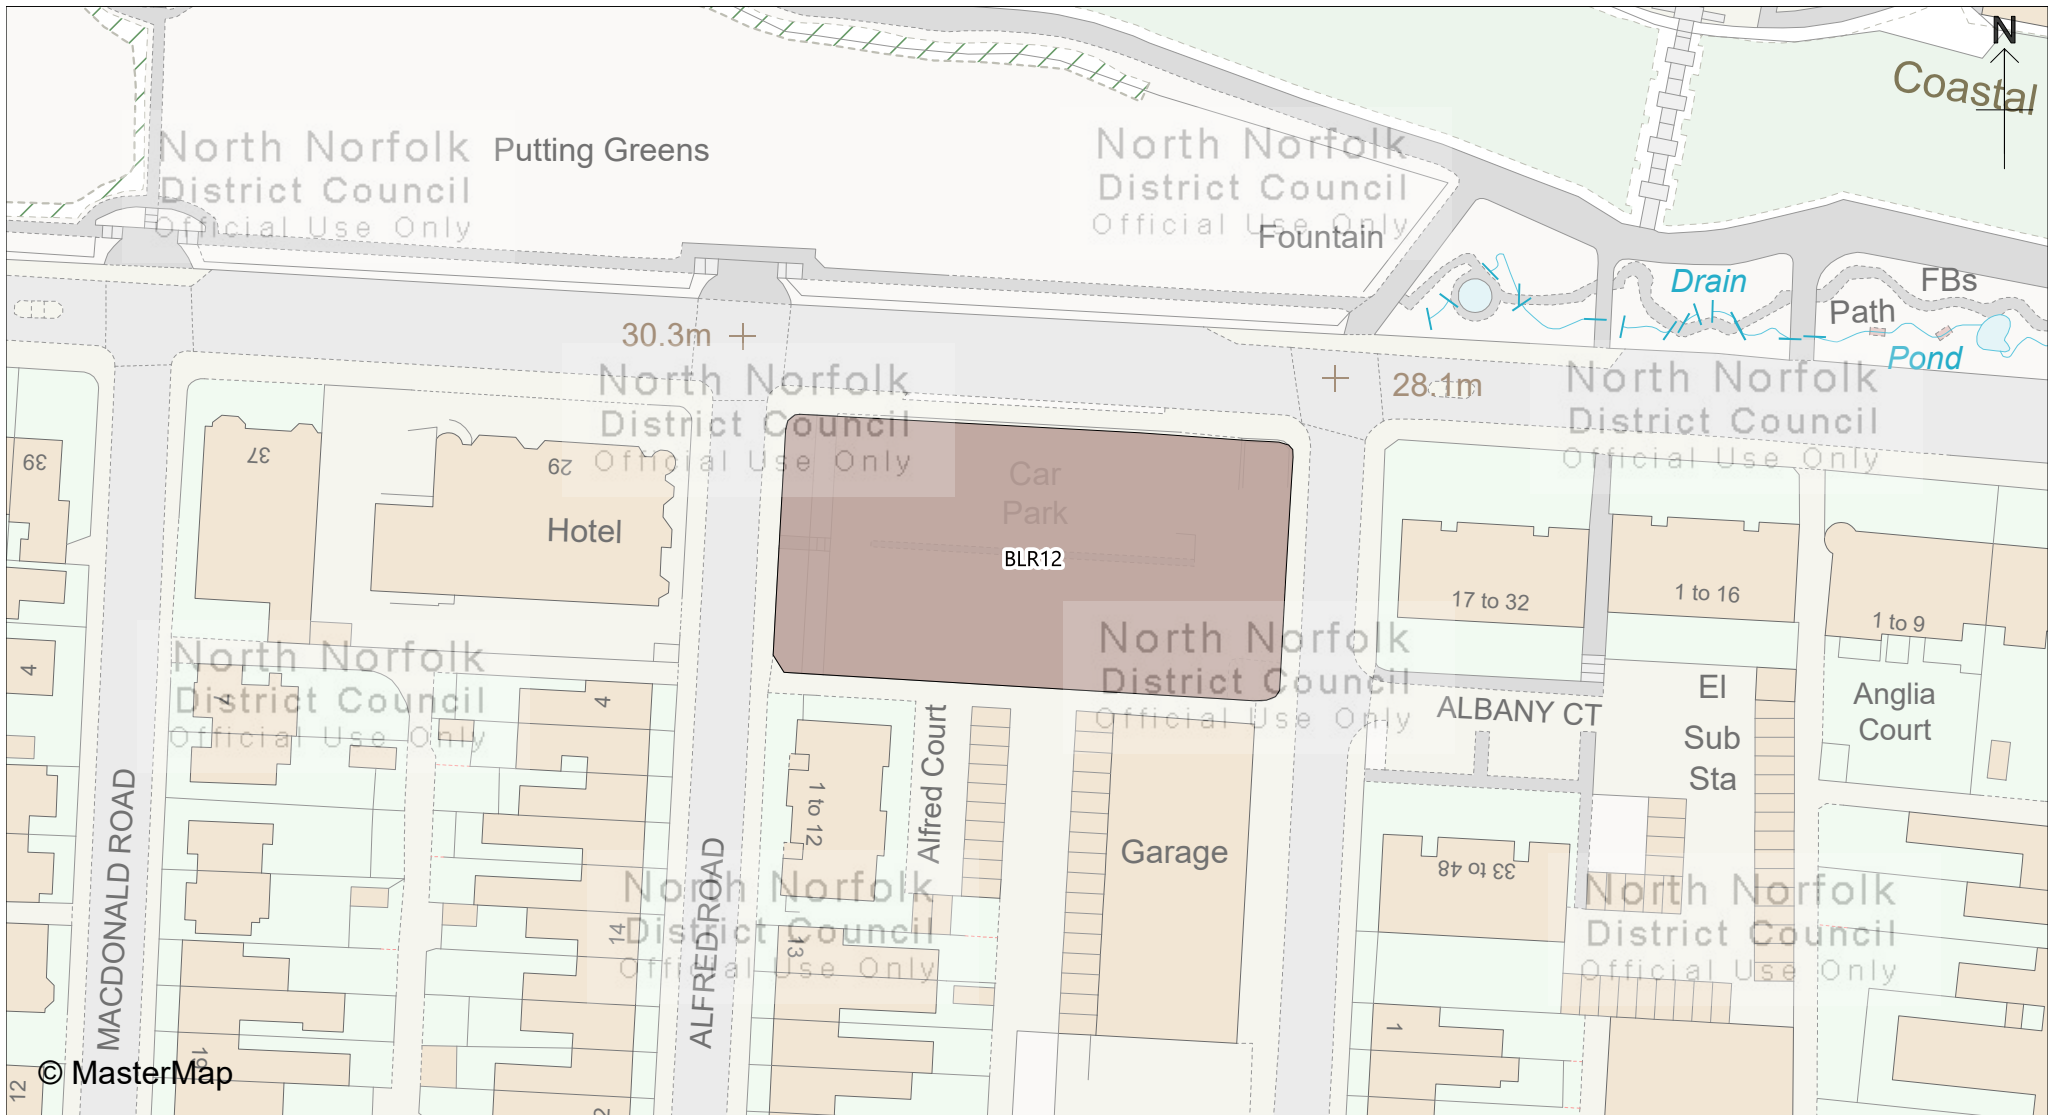 N
Coastal
North Norfolk
District Council
Official Use Only
Putting Greens
North Norfolk
District Council
Official Use Only
Fountain
Drain
FBs
Path
Pond
30.3m
28.1m
North Norfolk
District Council
Official Use Only
North Norfolk
District Council
Official Use Only
39
37
29
Hotel
Car
Park
BLR12
17 to 32
1 to 16
1 to 9
North Norfolk
District Council
Official Use Only
North Norfolk
District Council
Official Use Only
4
7
4
ALBANY CT
El
Sub
Sta
Anglia
Court
MACDONALD ROAD
ALFRED ROAD
1 to 12
Alfred Court
Garage
33 to 48
North Norfolk
District Council
Official Use Only
North Norfolk
District Council
Official Use Only
14
13
1
19
12
2
© MasterMap